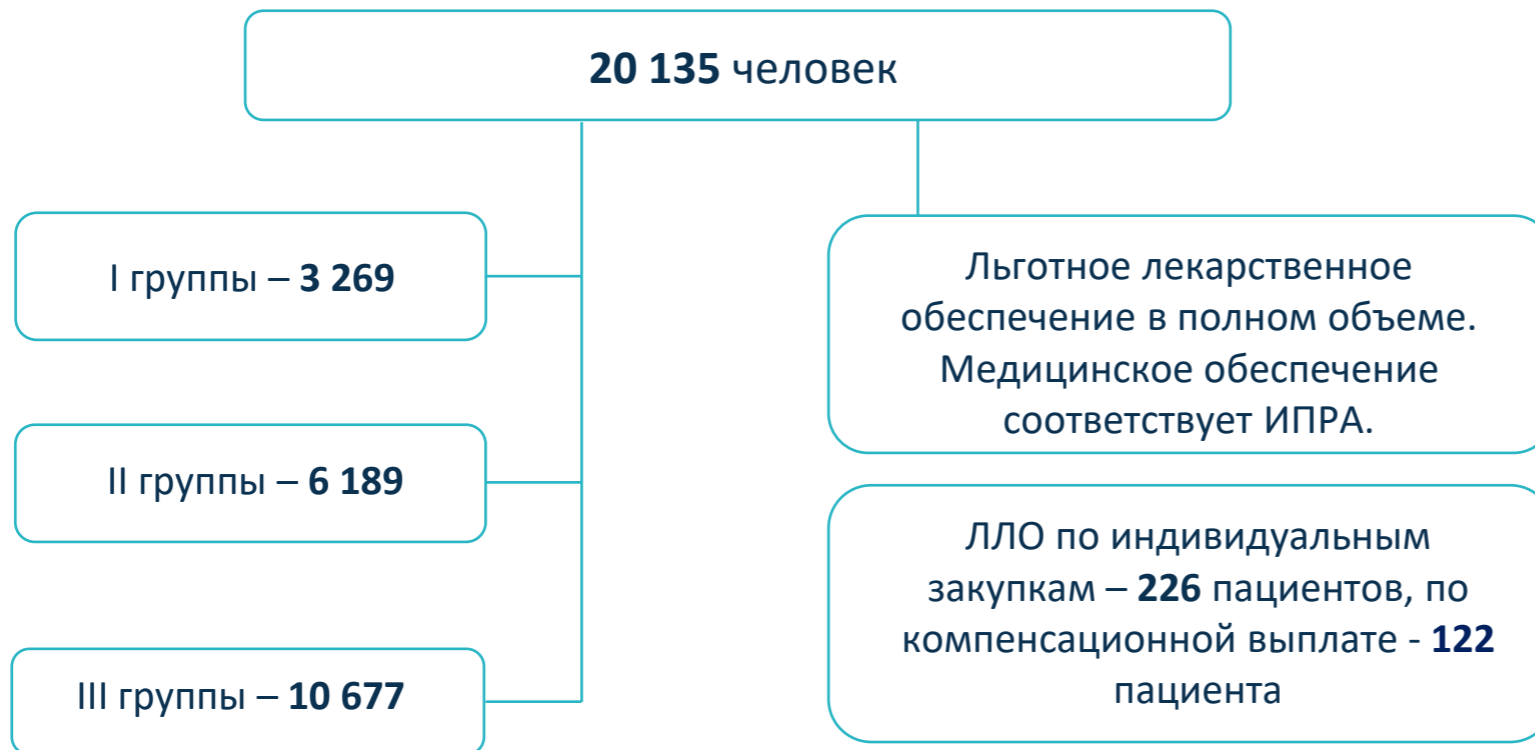 20 135 человек
I группы – 3 269
II группы – 6 189
III группы – 10 677
Льготное лекарственное
обеспечение в полном объеме.
Медицинское обеспечение
соответствует ИПРА.
ЛЛО по индивидуальным
закупкам – 226 пациентов, по
компенсационной выплате - 122
пациента